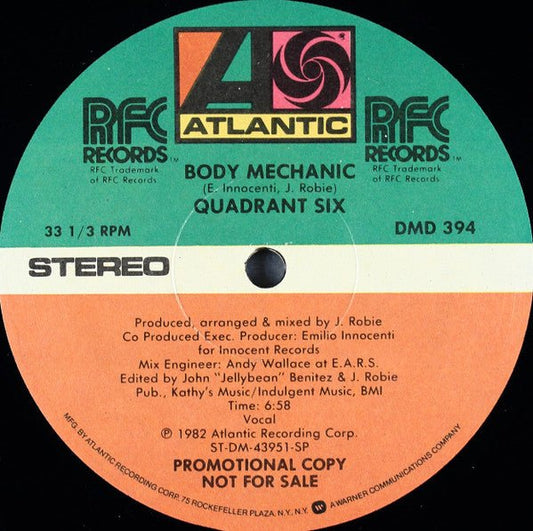 ATLANTIC
RFC
RECORDS™
RFC Trademark
of RFC Records
RFC
RECORDS™
RFC Trademark
of RFC Records
BODY MECHANIC
(E. Innocenti, J. Robie)
QUADRANT SIX
33 1/3 RPM
DMD 394
STEREO
Produced, arranged & mixed by J. Robie
Co Produced Exec. Producer: Emilio Innocenti
for Innocent Records
Mix Engineer: Andy Wallace at E.A.R.S.
Edited by John "Jellybean" Benitez & J. Robie
Pub., Kathy's Music/Indulgent Music, BMI
Time: 6:58
Vocal
℗ 1982 Atlantic Recording Corp.
ST-DM-43951-SP
PROMOTIONAL COPY
NOT FOR SALE
MFG. BY ATLANTIC RECORDING CORP. 75 ROCKEFELLER PLAZA, N.Y. N.Y. A WARNER COMMUNICATIONS COMPANY